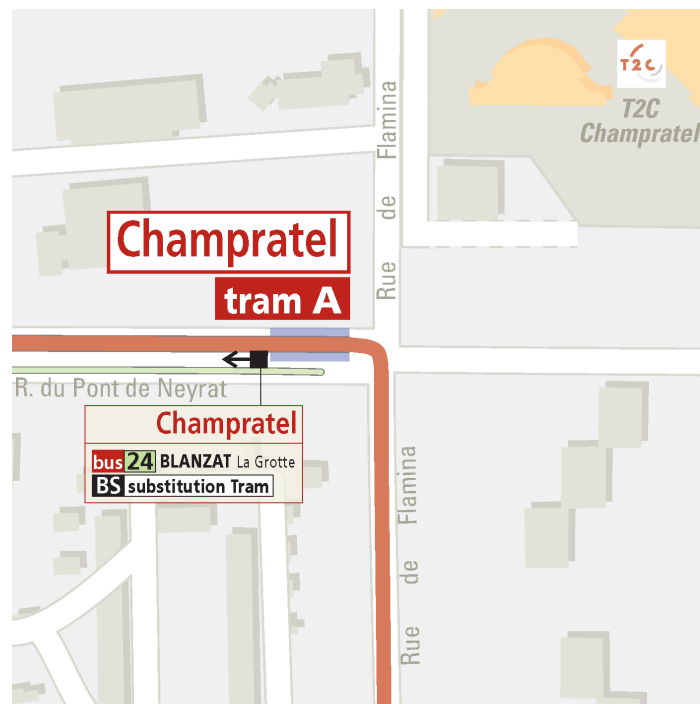 T2C
T2C
Champratel
Rue de Flamina
Champratel
tram A
R. du Pont de Neyrat
Champratel
bus 24 BLANZAT La Grotte
BS substitution Tram
Rue de Flamina